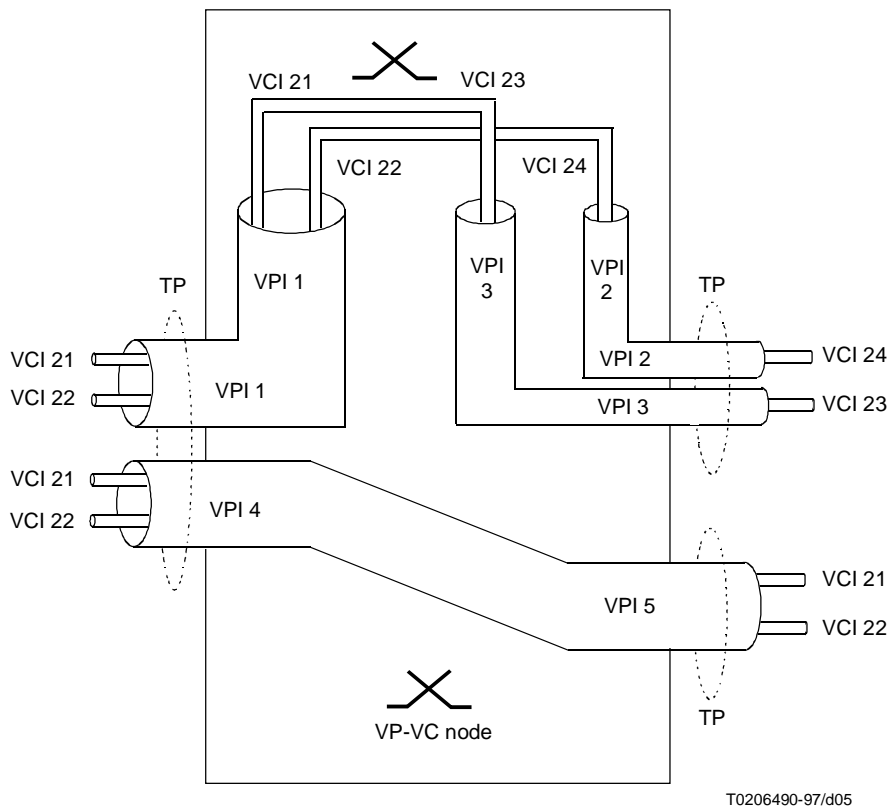 VCI 21
VCI 23
VCI 22
VCI 24
VPI 1
VPI
3
VPI
2
TP
TP
VCI 21
VCI 22
VPI 1
VPI 2
VCI 24
VPI 3
VCI 23
VCI 21
VCI 22
VPI 4
VPI 5
VCI 21
VCI 22
TP
VP-VC node
T0206490-97/d05